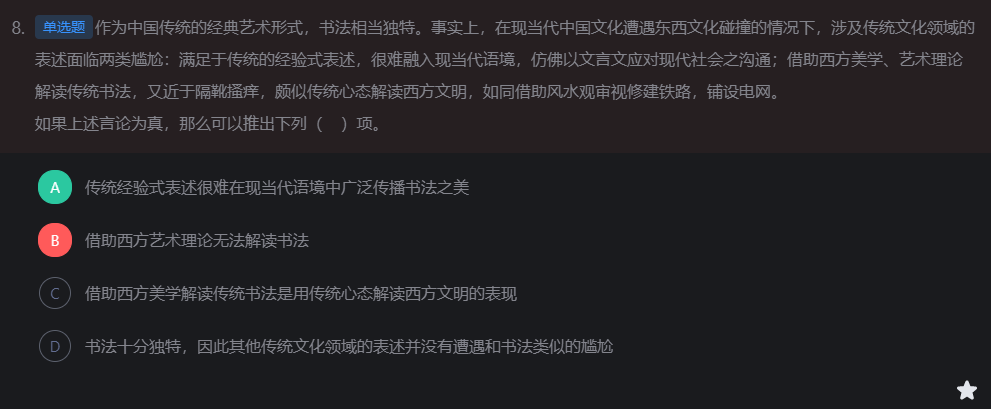 8. 单选题 作为中国传统的经典艺术形式，书法相当独特。事实上，在现当代中国文化遭遇东西文化碰撞的情况下，涉及传统文化领域的
表述面临两类尴尬：满足于传统的经验式表述，很难融入现当代语境，仿佛以文言文应对现代社会之沟通；借助西方美学、艺术理论
解读传统书法，又近于隔靴搔痒，颇似传统心态解读西方文明，如同借助风水观审视修建铁路，铺设电网。
如果上述言论为真，那么可以推出下列（ ）项。
A 传统经验式表述很难在现当代语境中广泛传播书法之美
B 借助西方艺术理论无法解读书法
C 借助西方美学解读传统书法是用传统心态解读西方文明的表现
D 书法十分独特，因此其他传统文化领域的表述并没有遭遇和书法类似的尴尬